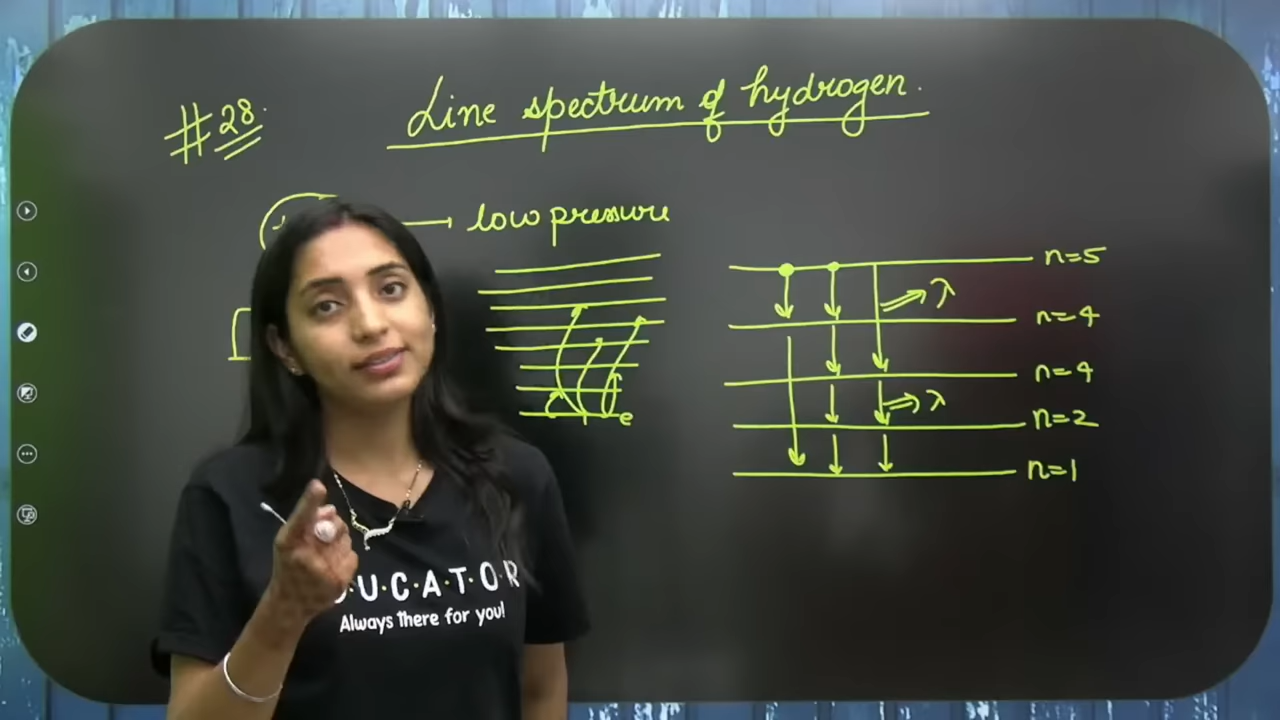 Line spectrum of hydrogen.
#28.
low pressure
n=5
λ
n=4
n=4
λ
n=2
e
n=1
UCATOR
Always there for you!